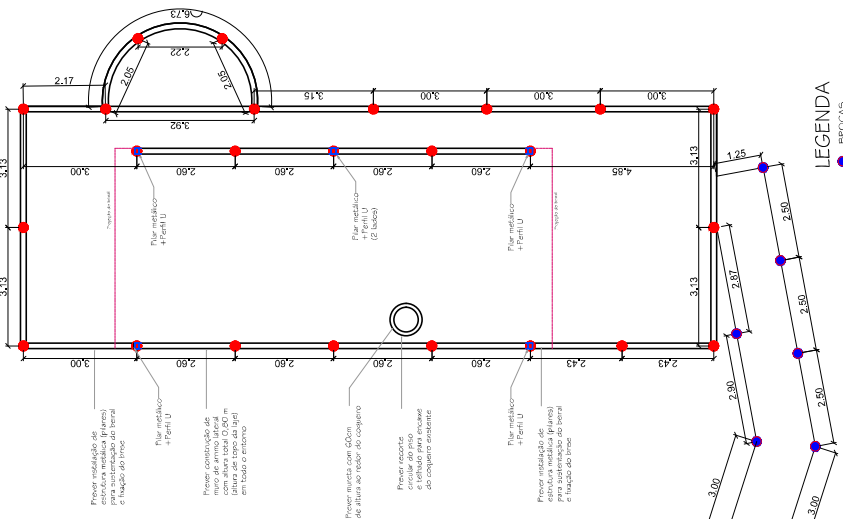 6.73
2.22
2.05
2.05
2.17
3.92
3.15
3.00
3.00
3.00
3.13
3.13
3.00
2.60
2.60
2.60
2.60
4.85
3.13
3.13
Pilar metálico
+ Perfil U
Pilar metálico
+ Perfil U
(2 lados)
Pilar metálico
+ Perfil U
3.00
2.60
2.60
2.60
2.60
2.43
2.43
Prever instalação de
estrutura metálica (pilares)
para sustentação do beiral
e fixação do brise
Pilar metálico
+ Perfil U
Prever construção de
muro de arrimo lateral
com altura total 0,80 m
(altura de topo da laje)
em todo o entorno
Prever mureta com 60cm
de altura ao redor do coqueiro
Prever recorte
circular do piso
e telhado para encaixe
do coqueiro existente
Pilar metálico
+ Perfil U
Prever instalação de
estrutura metálica (pilares)
para sustentação do beiral
e fixação do brise
1.25
2.50
2.50
2.50
2.87
2.90
3.00
3.00
LEGENDA
BROCAS